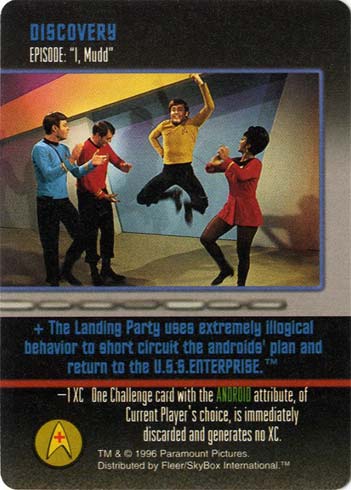 DISCOVERY
EPISODE: "I, Mudd"
+ The Landing Party uses extremely illogical
behavior to short circuit the androids' plan and
return to the U.S.S.ENTERPRISE.™
–1 XC One Challenge card with the ANDROID attribute, of
Current Player's choice, is immediately
discarded and generates no XC.
TM & © 1996 Paramount Pictures.
Distributed by Fleer/SkyBox International.™